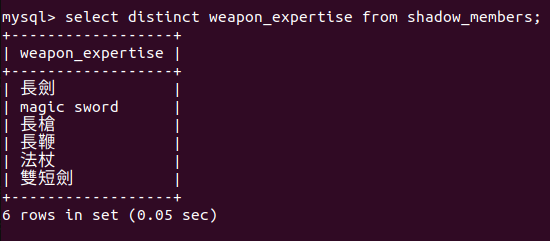 mysql> select distinct weapon_expertise from shadow_members;
+------------------+
| weapon_expertise |
+------------------+
| 長劍 |
| magic sword |
| 長槍 |
| 長鞭 |
| 法杖 |
| 雙短劍 |
+------------------+
6 rows in set (0.05 sec)